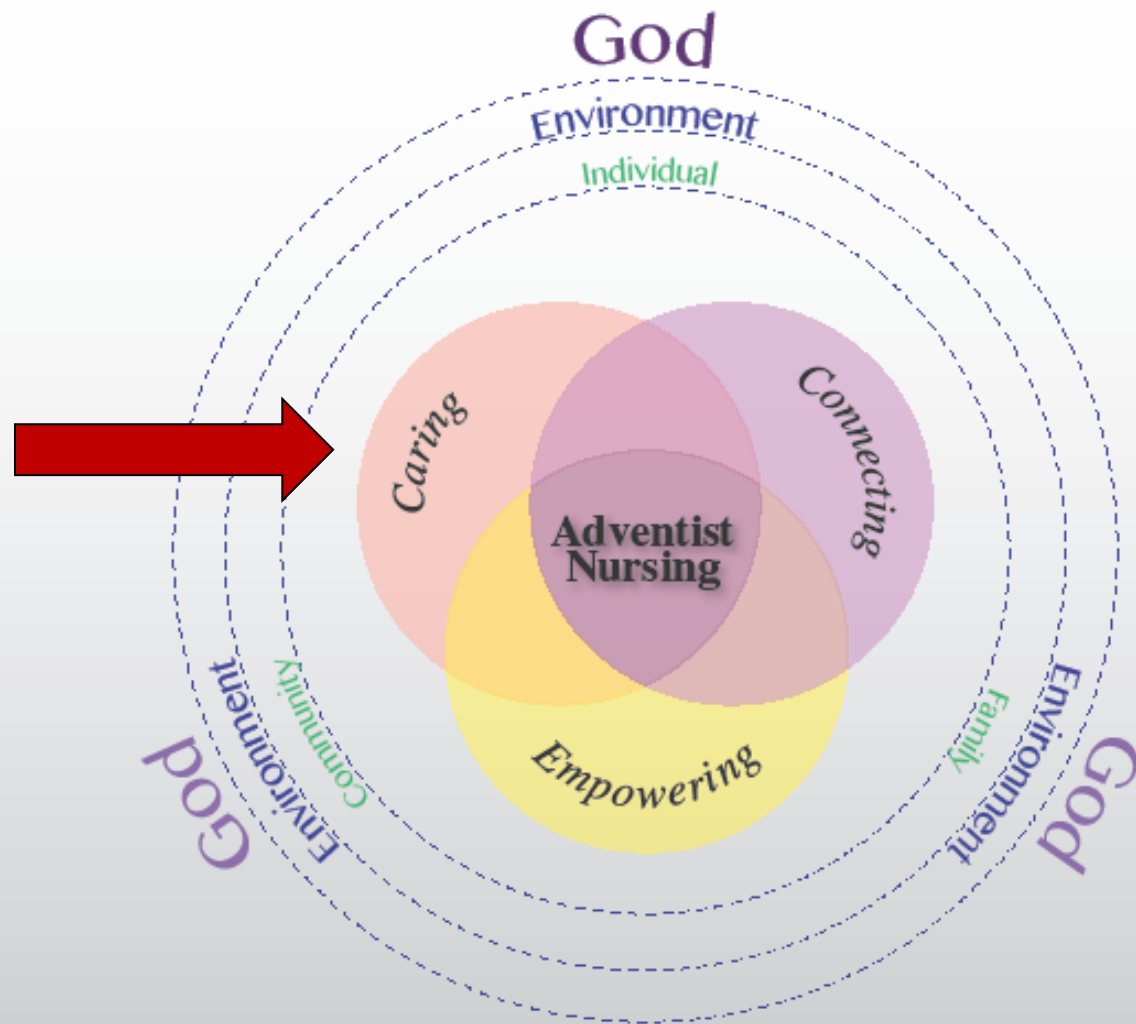 God
Environment
Individual
Caring
Connecting
Adventist
Nursing
Empowering
Community
Environment
God
Family
Environment
God